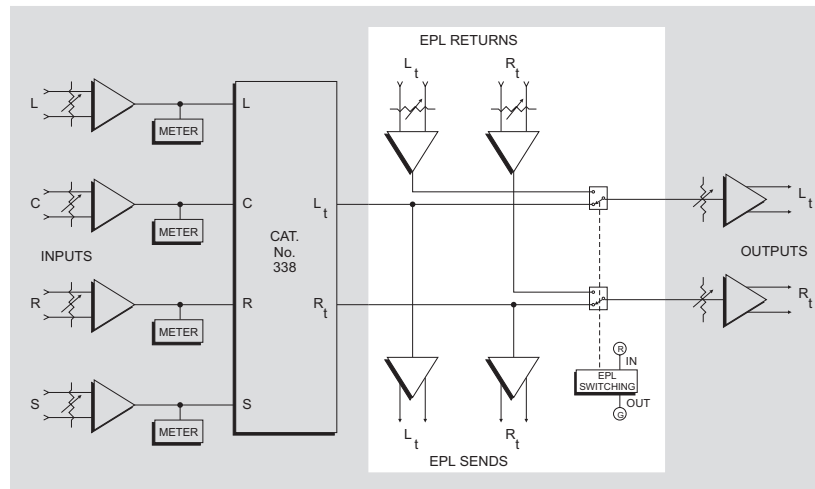 EPL RETURNS
Lt
Rt
L
METER
L
C
METER
C
Lt
Lt
INPUTS
CAT.
No.
338
OUTPUTS
R
METER
R
Rt
Rt
R
IN
EPL
SWITCHING
OUT
G
S
METER
S
Lt
Rt
EPL SENDS